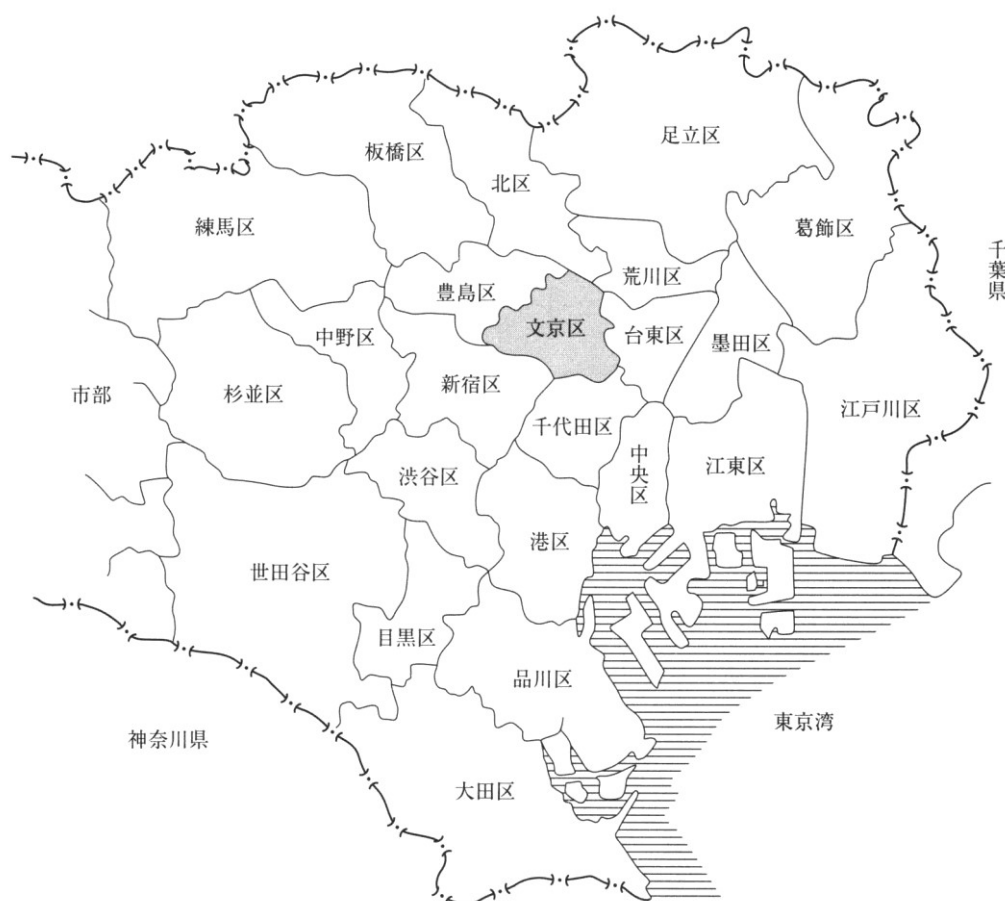 足立区
板橋区
北区
練馬区
葛飾区
千葉県
荒川区
豊島区
文京区
台東区
中野区
墨田区
新宿区
市部
杉並区
江戸川区
千代田区
中央区
江東区
渋谷区
港区
世田谷区
目黒区
品川区
東京湾
神奈川県
大田区